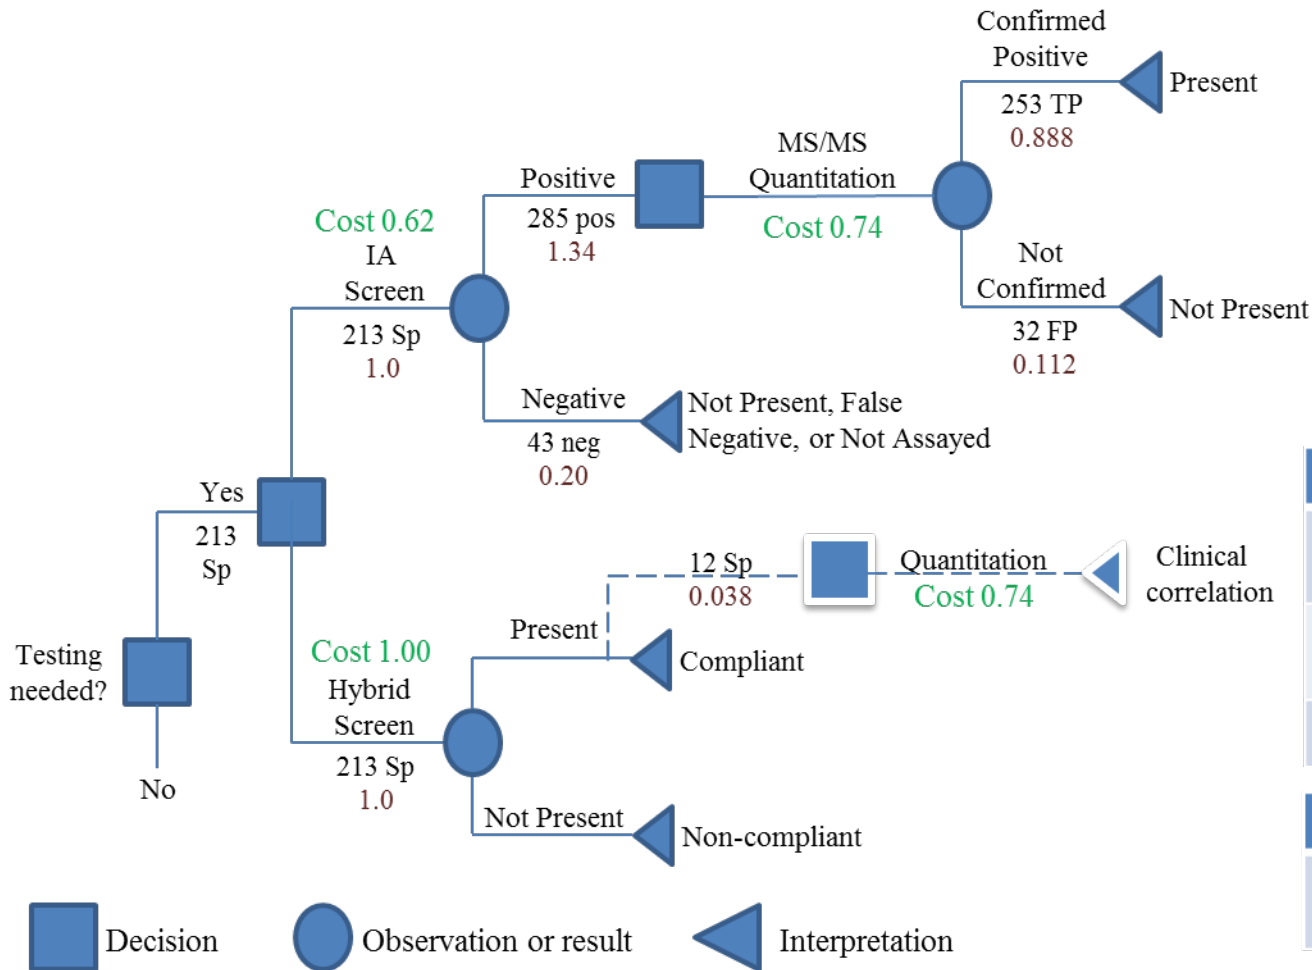 Confirmed
Positive
253 TP
0.888
Present
MS/MS
Quantitation
Cost 0.74
Positive
285 pos
1.34
Cost 0.62
IA
Screen
213 Sp
1.0
Not
Confirmed
32 FP
0.112
Not Present
Negative
43 neg
0.20
Not Present, False
Negative, or Not Assayed
Yes
213
Sp
12 Sp
0.038
Quantitation
Cost 0.74
Clinical
correlation
Present
Compliant
Cost 1.00
Hybrid
Screen
213 Sp
1.0
Testing
needed?
No
Not Present
Non-compliant
Decision
Observation or result
Interpretation